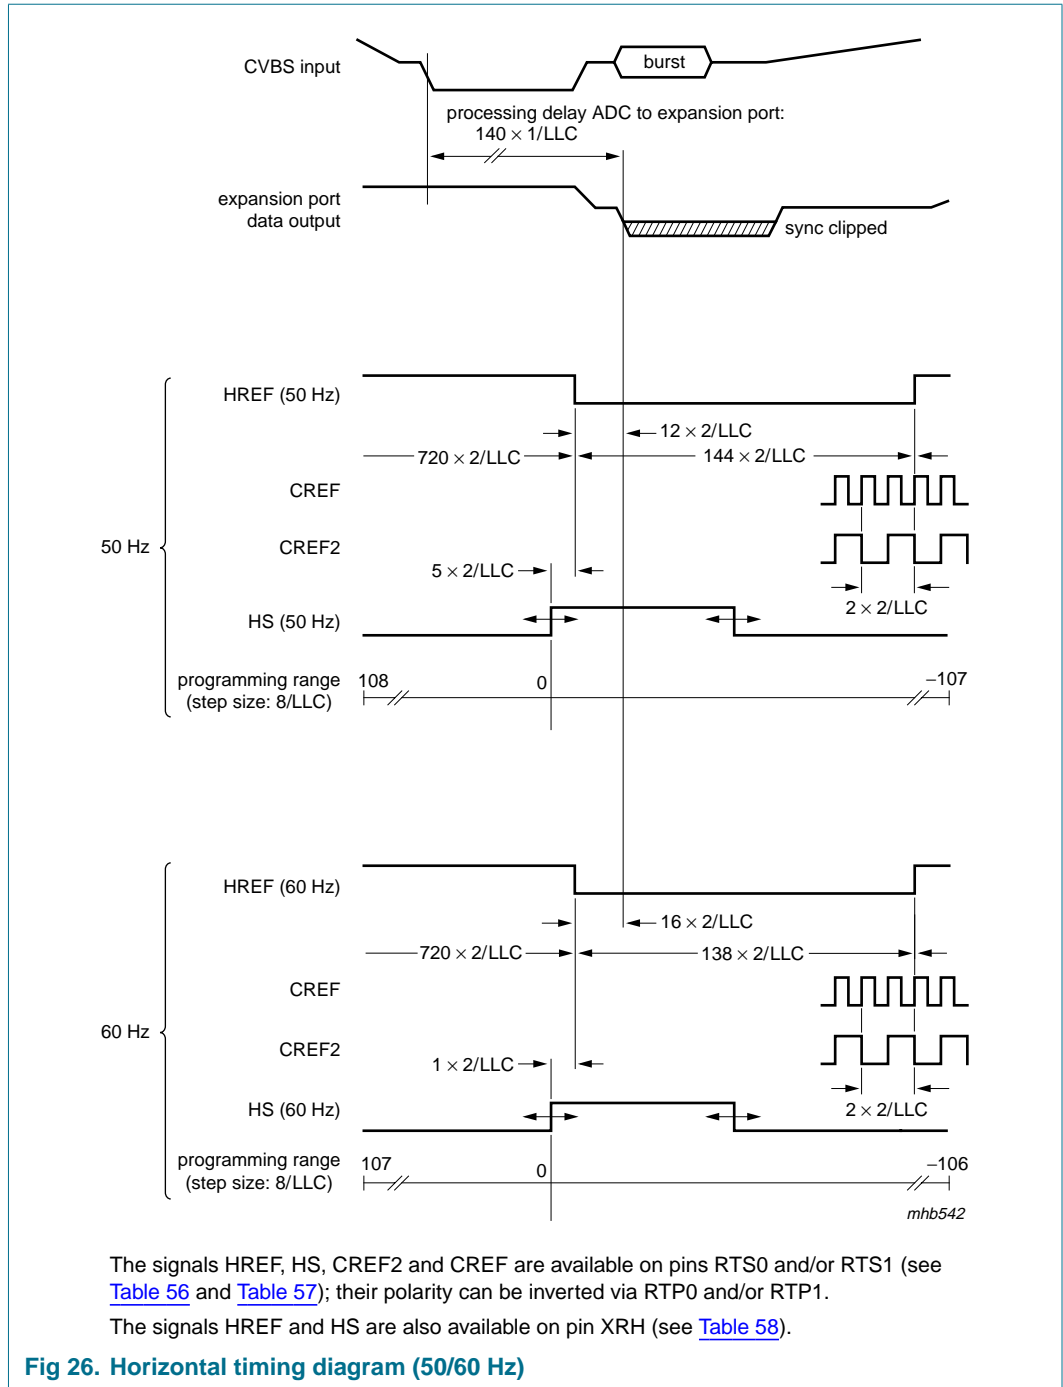 CVBS input
burst
processing delay ADC to expansion port:
140 × 1/LLC
expansion port
data output
sync clipped
HREF (50 Hz)
12 × 2/LLC
720 × 2/LLC
144 × 2/LLC
CREF
50 Hz
CREF2
5 × 2/LLC
2 × 2/LLC
HS (50 Hz)
programming range
(step size: 8/LLC)
108
0
−107
HREF (60 Hz)
16 × 2/LLC
720 × 2/LLC
138 × 2/LLC
CREF
60 Hz
CREF2
1 × 2/LLC
2 × 2/LLC
HS (60 Hz)
programming range
(step size: 8/LLC)
107
0
−106
mhb542
The signals HREF, HS, CREF2 and CREF are available on pins RTS0 and/or RTS1 (see
Table 56 and Table 57); their polarity can be inverted via RTP0 and/or RTP1.
The signals HREF and HS are also available on pin XRH (see Table 58).
Fig 26. Horizontal timing diagram (50/60 Hz)